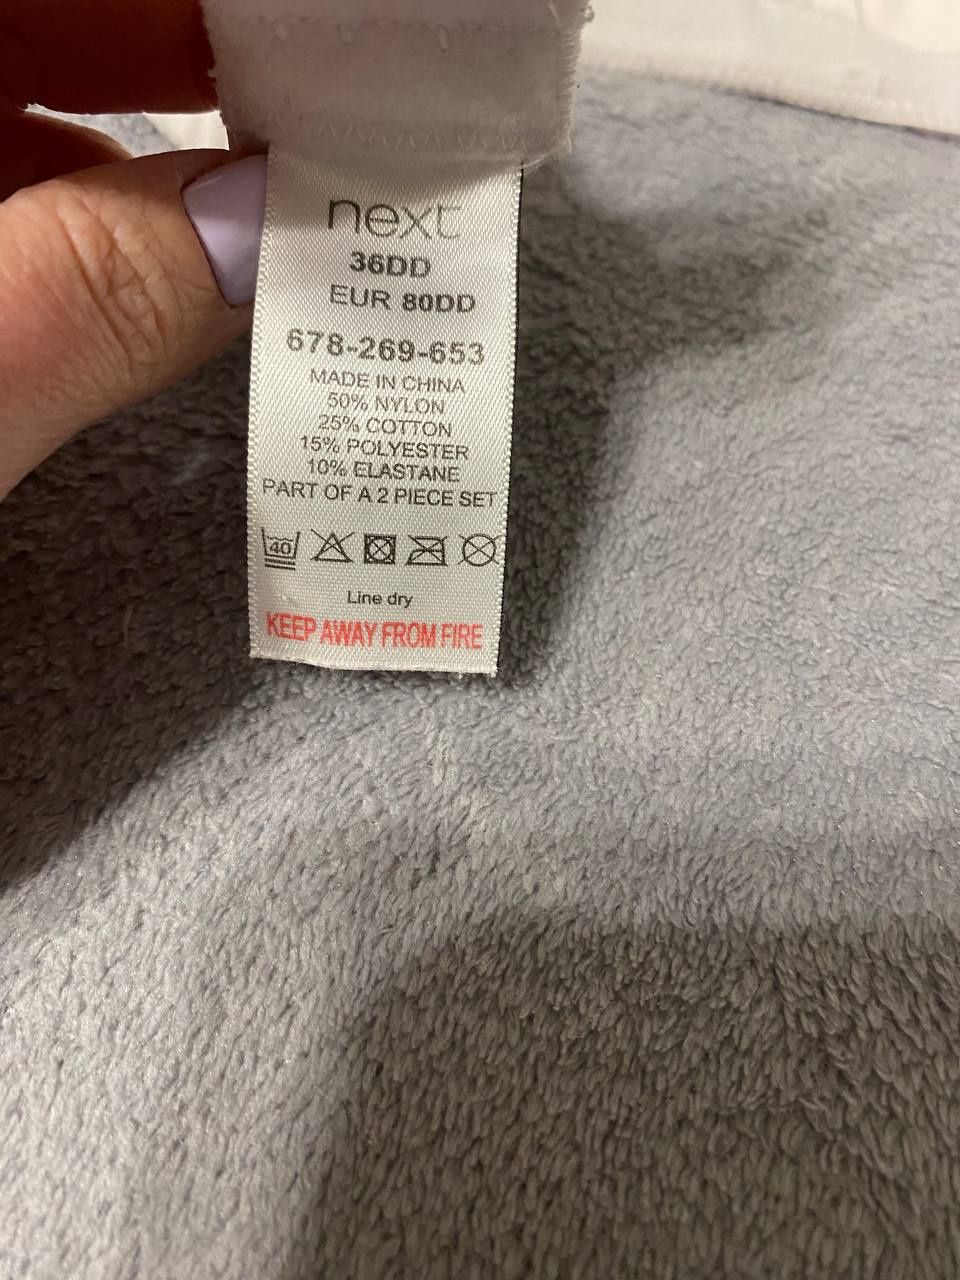 next
36DD
EUR 80DD
678-269-653
MADE IN CHINA
50% NYLON
25% COTTON
15% POLYESTER
10% ELASTANE
PART OF A 2 PIECE SET
40
Line dry
KEEP AWAY FROM FIRE